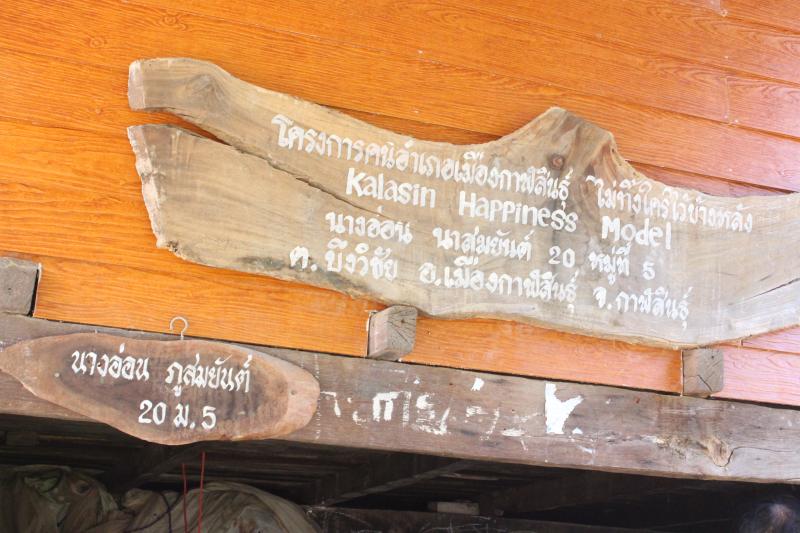 โครงการคนอำเภอเมืองกาฬสินธุ์ ไม่ทิ้งใครไว้ข้างหลัง
Kalasin Happiness Model
นางอ่อน นาสมยันต์ 20 หมู่ที่ 5
ต.บึงวิชัย อ.เมืองกาฬสินธุ์ จ.กาฬสินธุ์
นางอ่อน ภูสมยันต์
20 ม.5